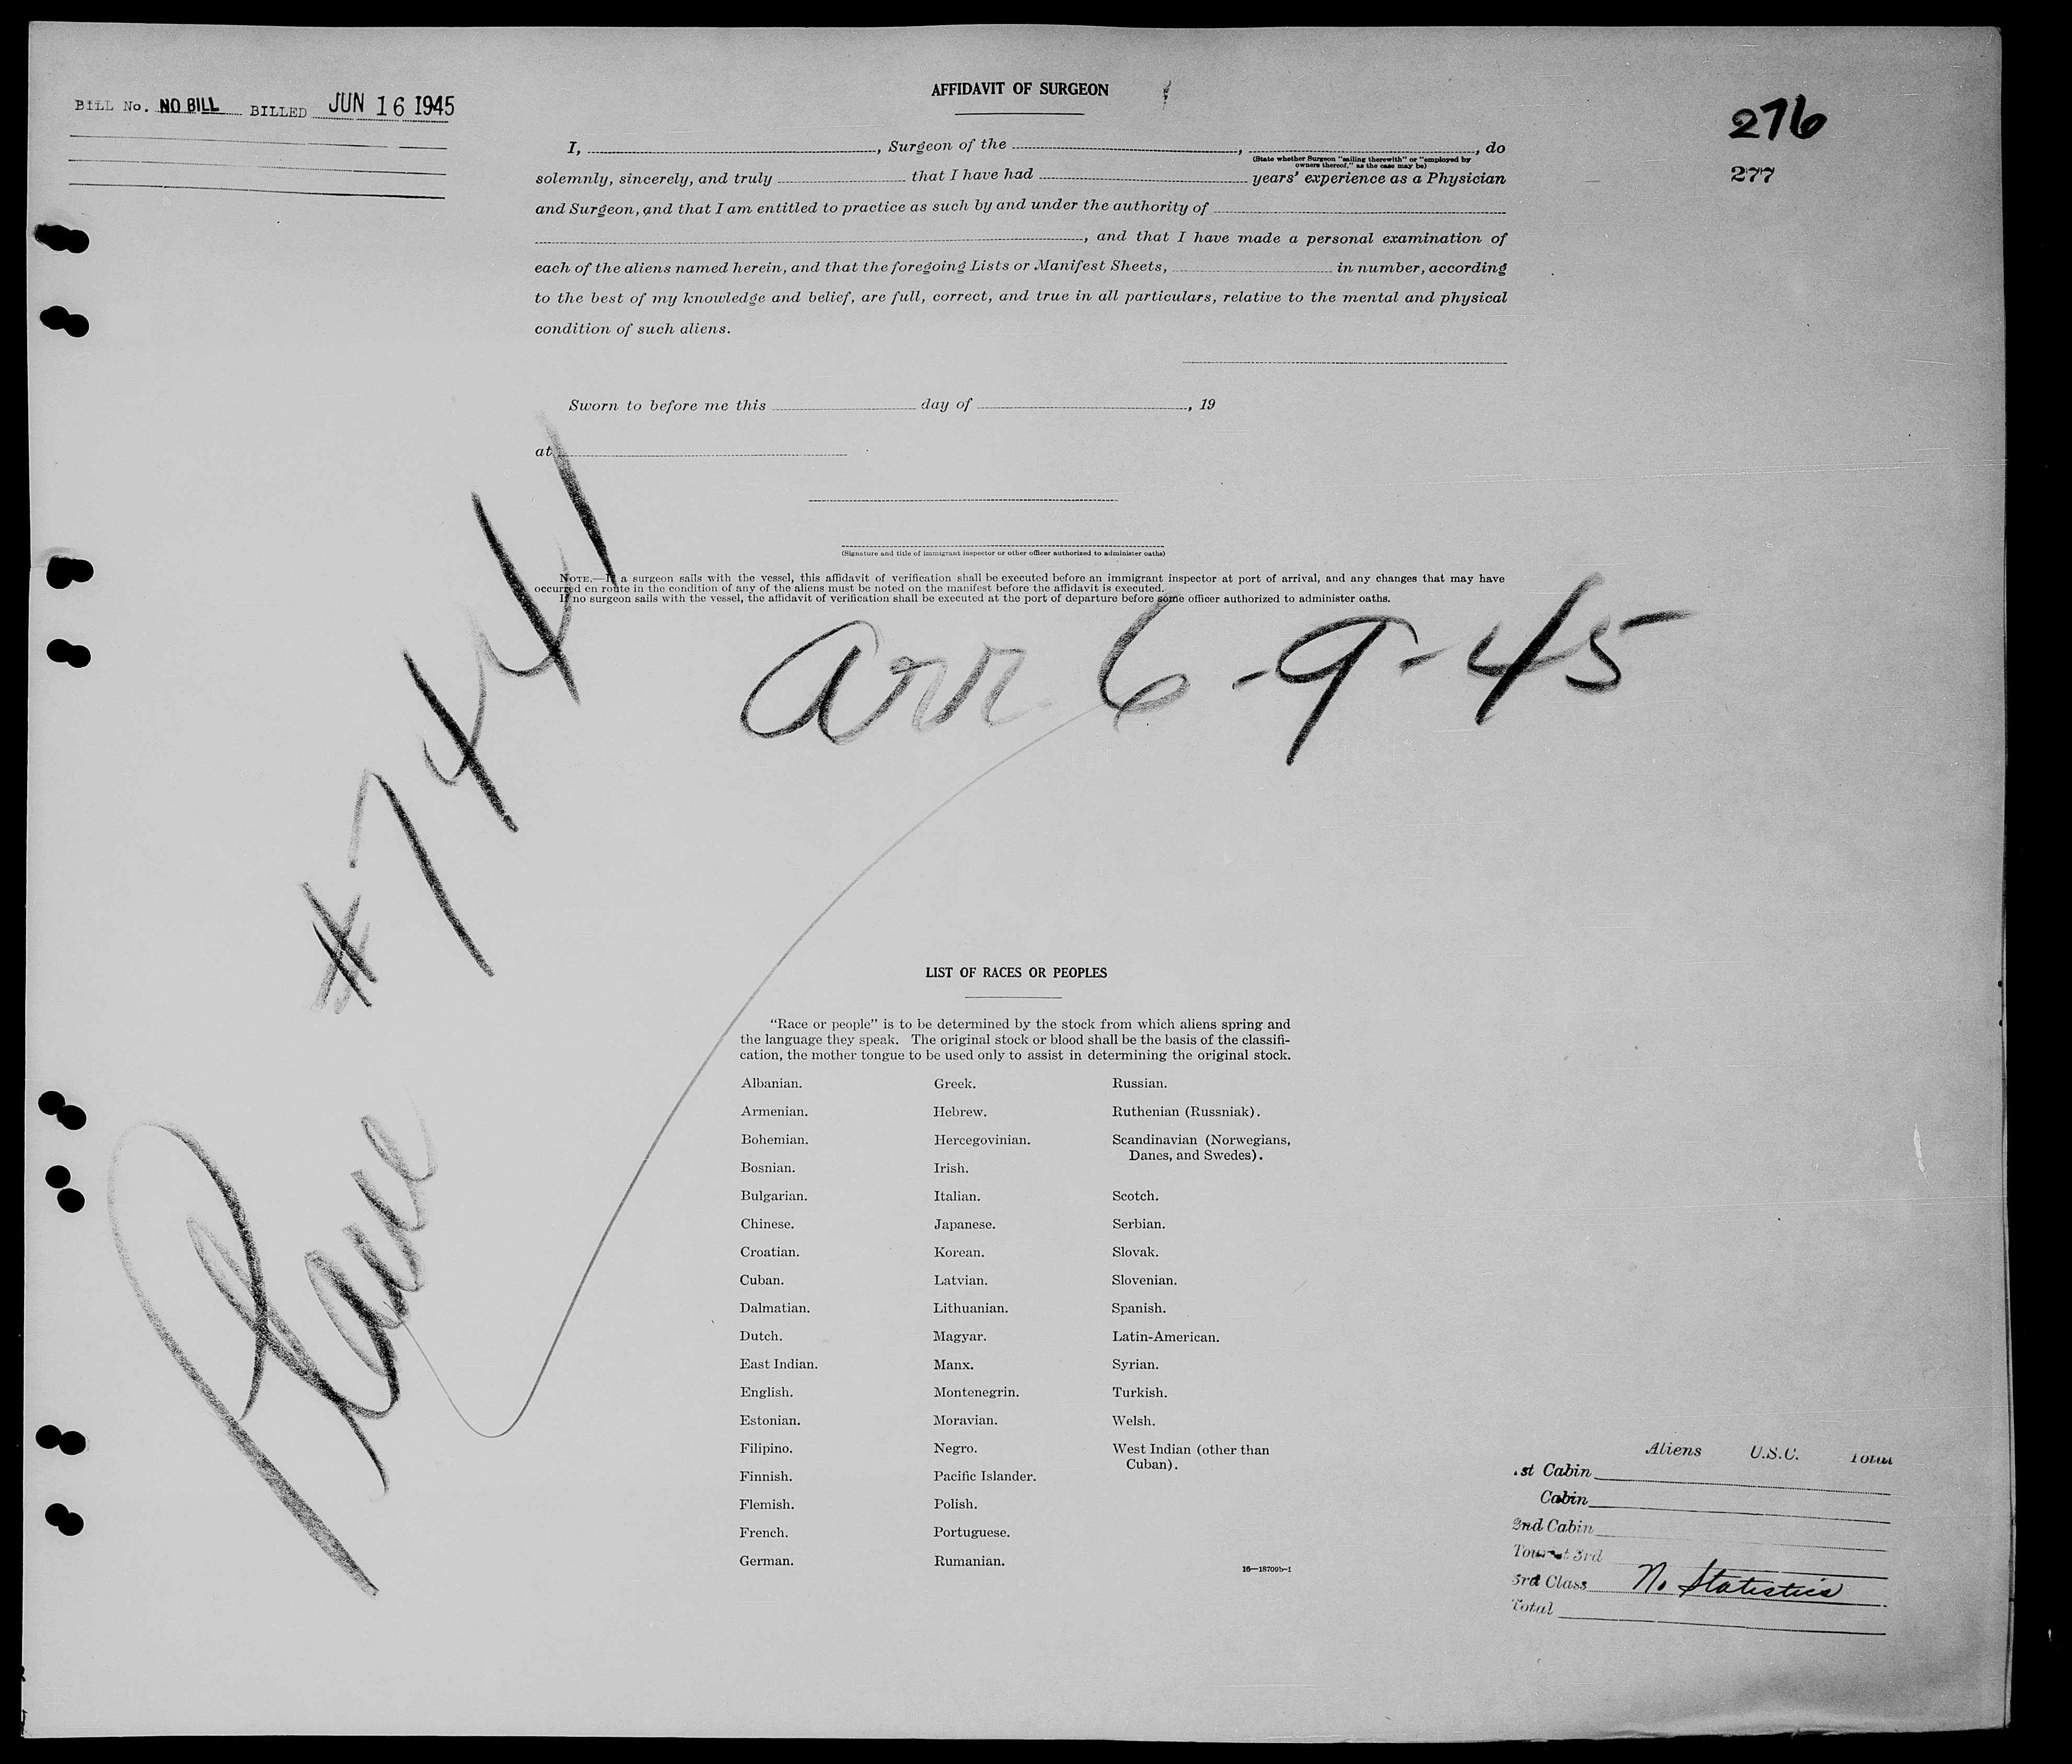 BILL No. NO BILL BILLED JUN 16 1945
AFFIDAVIT OF SURGEON
276
277
I, , Surgeon of the , , do
(State whether Surgeon "sailing therewith" or "employed by
owners thereof," as the case may be)
solemnly, sincerely, and truly that I have had years' experience as a Physician
and Surgeon, and that I am entitled to practice as such by and under the authority of
, and that I have made a personal examination of
each of the aliens named herein, and that the foregoing Lists or Manifest Sheets, in number, according
to the best of my knowledge and belief, are full, correct, and true in all particulars, relative to the mental and physical
condition of such aliens.
Sworn to before me this day of , 19
at
(Signature and title of immigrant inspector or other officer authorized to administer oaths)
NOTE.—If a surgeon sails with the vessel, this affidavit of verification shall be executed before an immigrant inspector at port of arrival, and any changes that may have
occurred en route in the condition of any of the aliens must be noted on the manifest before the affidavit is executed.
If no surgeon sails with the vessel, the affidavit of verification shall be executed at the port of departure before some officer authorized to administer oaths.
arr 6-9-45
Plane #7441
LIST OF RACES OR PEOPLES
"Race or people" is to be determined by the stock from which aliens spring and
the language they speak. The original stock or blood shall be the basis of the classifi-
cation, the mother tongue to be used only to assist in determining the original stock.
Albanian.
Armenian.
Bohemian.
Bosnian.
Bulgarian.
Chinese.
Croatian.
Cuban.
Dalmatian.
Dutch.
East Indian.
English.
Estonian.
Filipino.
Finnish.
Flemish.
French.
German.
Greek.
Hebrew.
Hercegovinian.
Irish.
Italian.
Japanese.
Korean.
Latvian.
Lithuanian.
Magyar.
Manx.
Montenegrin.
Moravian.
Negro.
Pacific Islander.
Polish.
Portuguese.
Rumanian.
Russian.
Ruthenian (Russniak).
Scandinavian (Norwegians,
Danes, and Swedes).
Scotch.
Serbian.
Slovak.
Slovenian.
Spanish.
Latin-American.
Syrian.
Turkish.
Welsh.
West Indian (other than
Cuban).
16—18709b-1
Aliens U.S.C. Total
1st Cabin
Cabin
2nd Cabin
Tourist 3rd
3rd Class No Statistics
Total